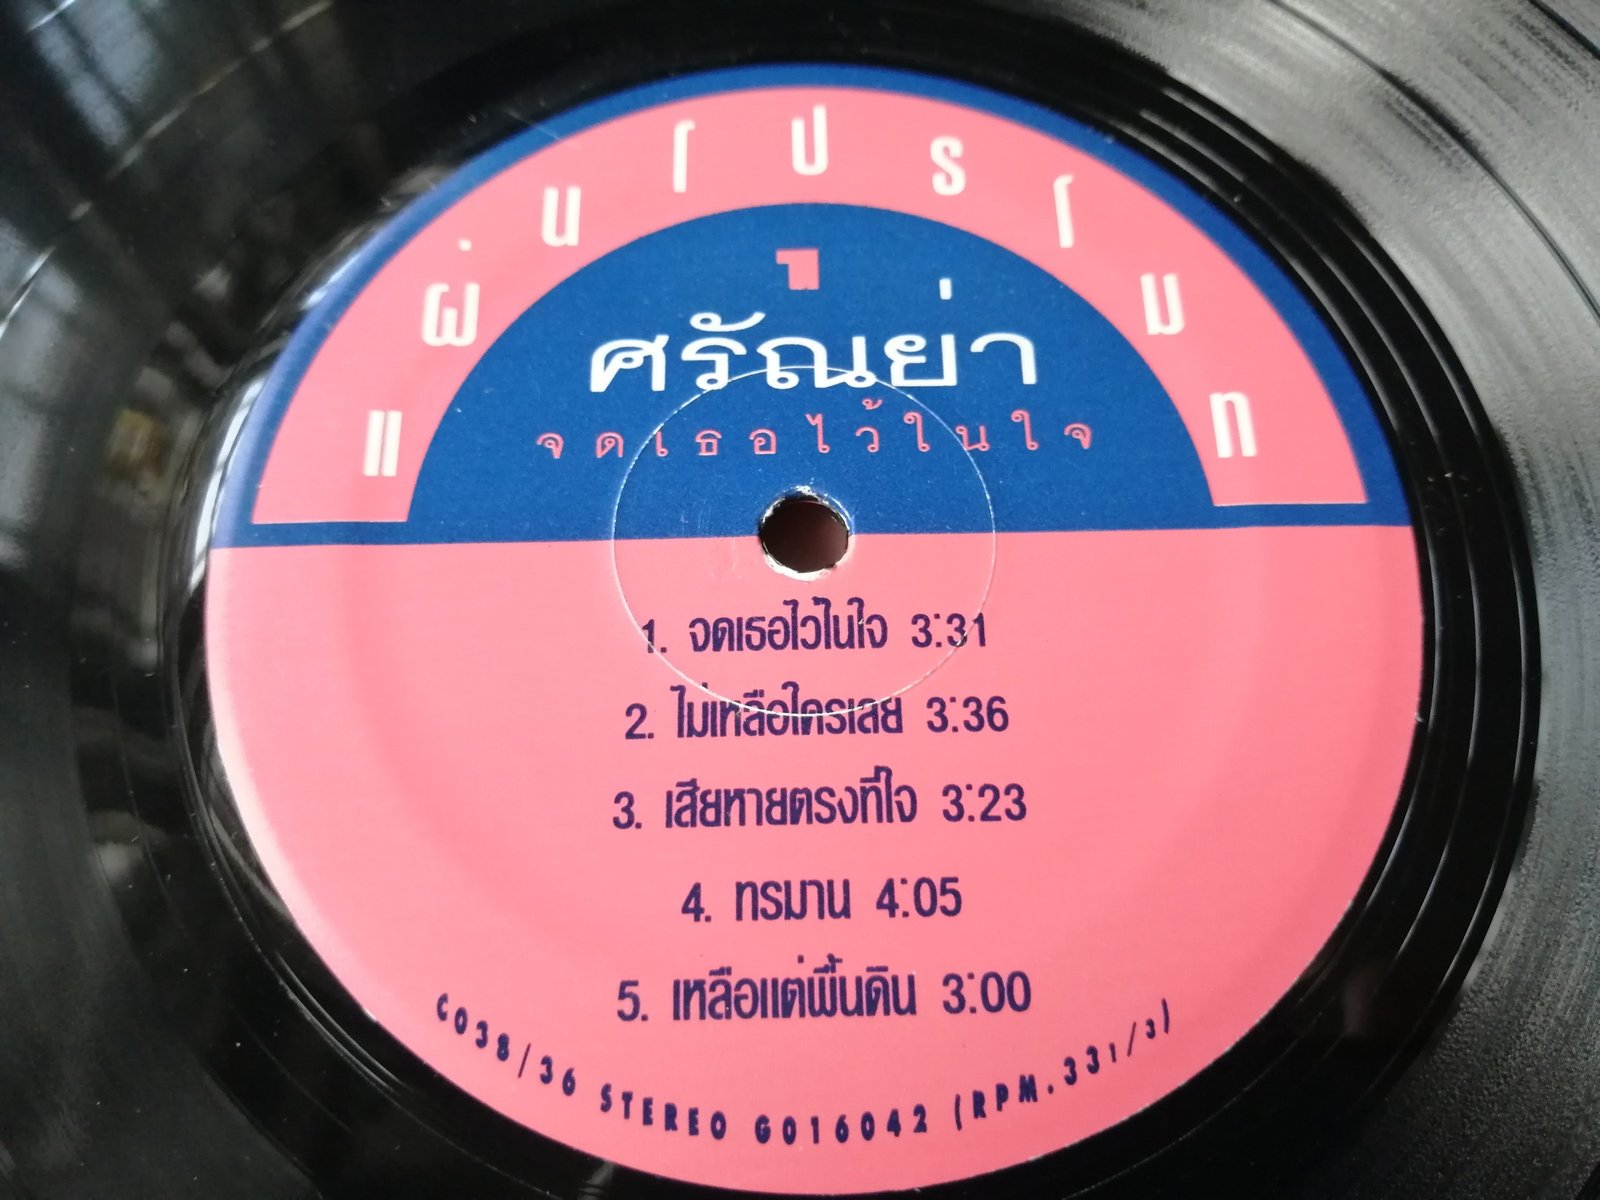 แผ่นโปรโมท
1
ศรัณย่า
จดเธอไว้ในใจ
1. จดเธอไว้ในใจ 3:31
2. ไม่เหลือใครเลย 3:36
3. เสียหายตรงที่ใจ 3:23
4. ทรมาน 4:05
5. เหลือแต่พื้นดิน 3:00
C038/36 STEREO G016042 (RPM.331/3)